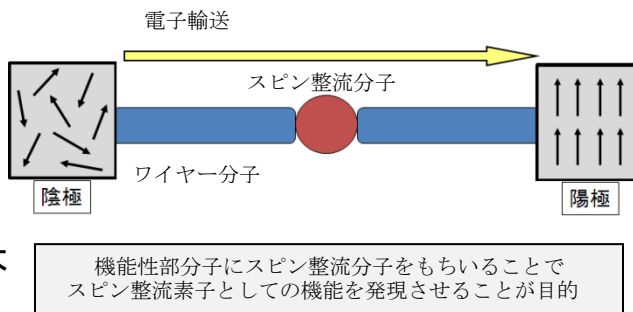 電子輸送
スピン整流分子
ワイヤー分子
陰極
陽極
機能性部分子にスピン整流分子をもちいることで
スピン整流素子としての機能を発現させることが目的